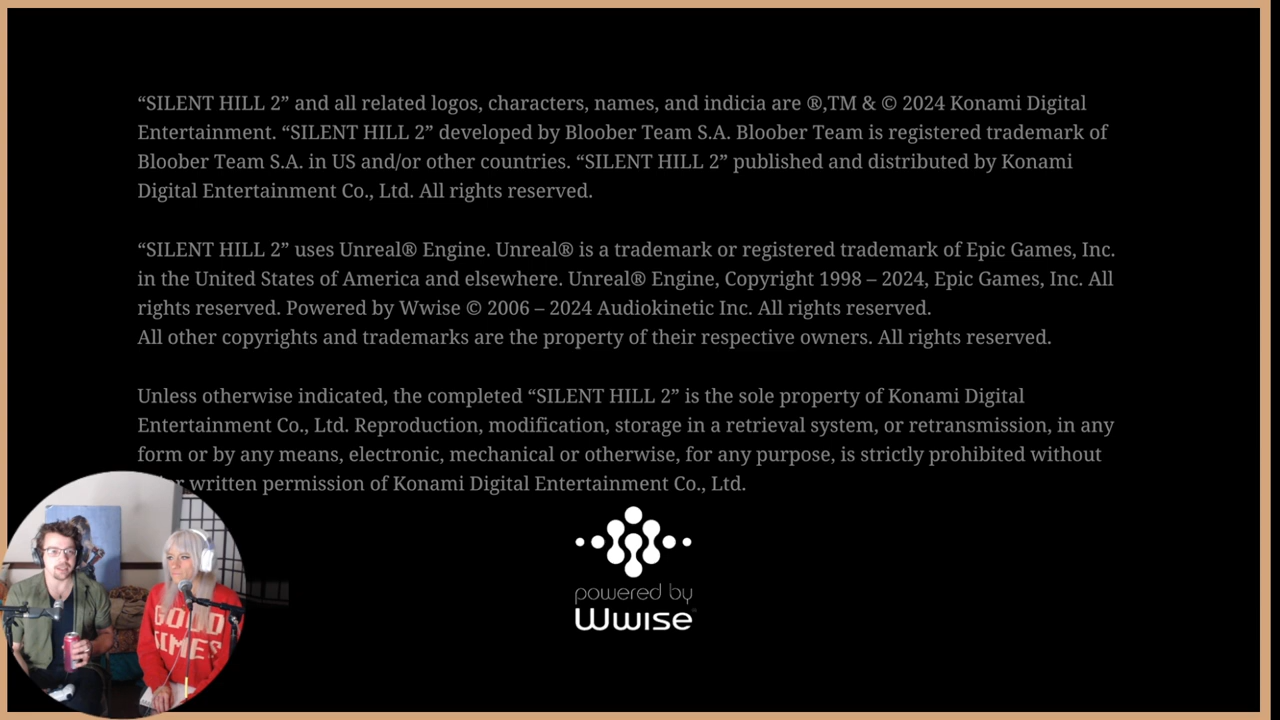 “SILENT HILL 2” and all related logos, characters, names, and indicia are ®,TM & © 2024 Konami Digital
Entertainment. “SILENT HILL 2” developed by Bloober Team S.A. Bloober Team is registered trademark of
Bloober Team S.A. in US and/or other countries. “SILENT HILL 2” published and distributed by Konami
Digital Entertainment Co., Ltd. All rights reserved.
“SILENT HILL 2” uses Unreal® Engine. Unreal® is a trademark or registered trademark of Epic Games, Inc.
in the United States of America and elsewhere. Unreal® Engine, Copyright 1998 – 2024, Epic Games, Inc. All
rights reserved. Powered by Wwise © 2006 – 2024 Audiokinetic Inc. All rights reserved.
All other copyrights and trademarks are the property of their respective owners. All rights reserved.
Unless otherwise indicated, the completed “SILENT HILL 2” is the sole property of Konami Digital
Entertainment Co., Ltd. Reproduction, modification, storage in a retrieval system, or retransmission, in any
form or by any means, electronic, mechanical or otherwise, for any purpose, is strictly prohibited without
written permission of Konami Digital Entertainment Co., Ltd.
powered by
Wwise
GOOD
TIMES